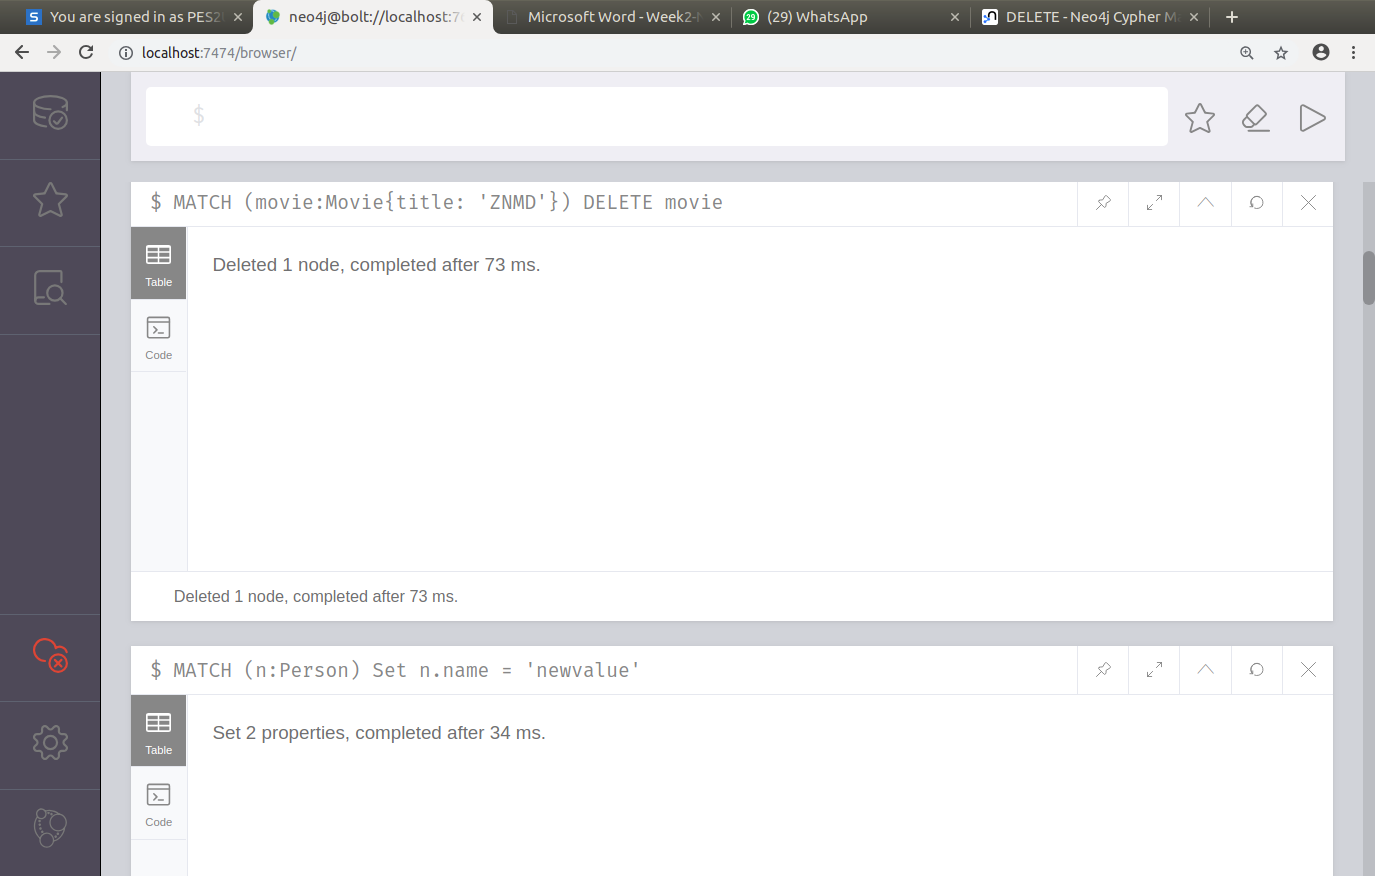 You are signed in as PES2
neo4j@bolt://localhost:7
Microsoft Word - Week2-
(29) WhatsApp
DELETE - Neo4j Cypher M
localhost:7474/browser/
$
$ MATCH (movie:Movie{title: 'ZNMD'}) DELETE movie
Table
Deleted 1 node, completed after 73 ms.
Code
Deleted 1 node, completed after 73 ms.
$ MATCH (n:Person) Set n.name = 'newvalue'
Table
Set 2 properties, completed after 34 ms.
Code